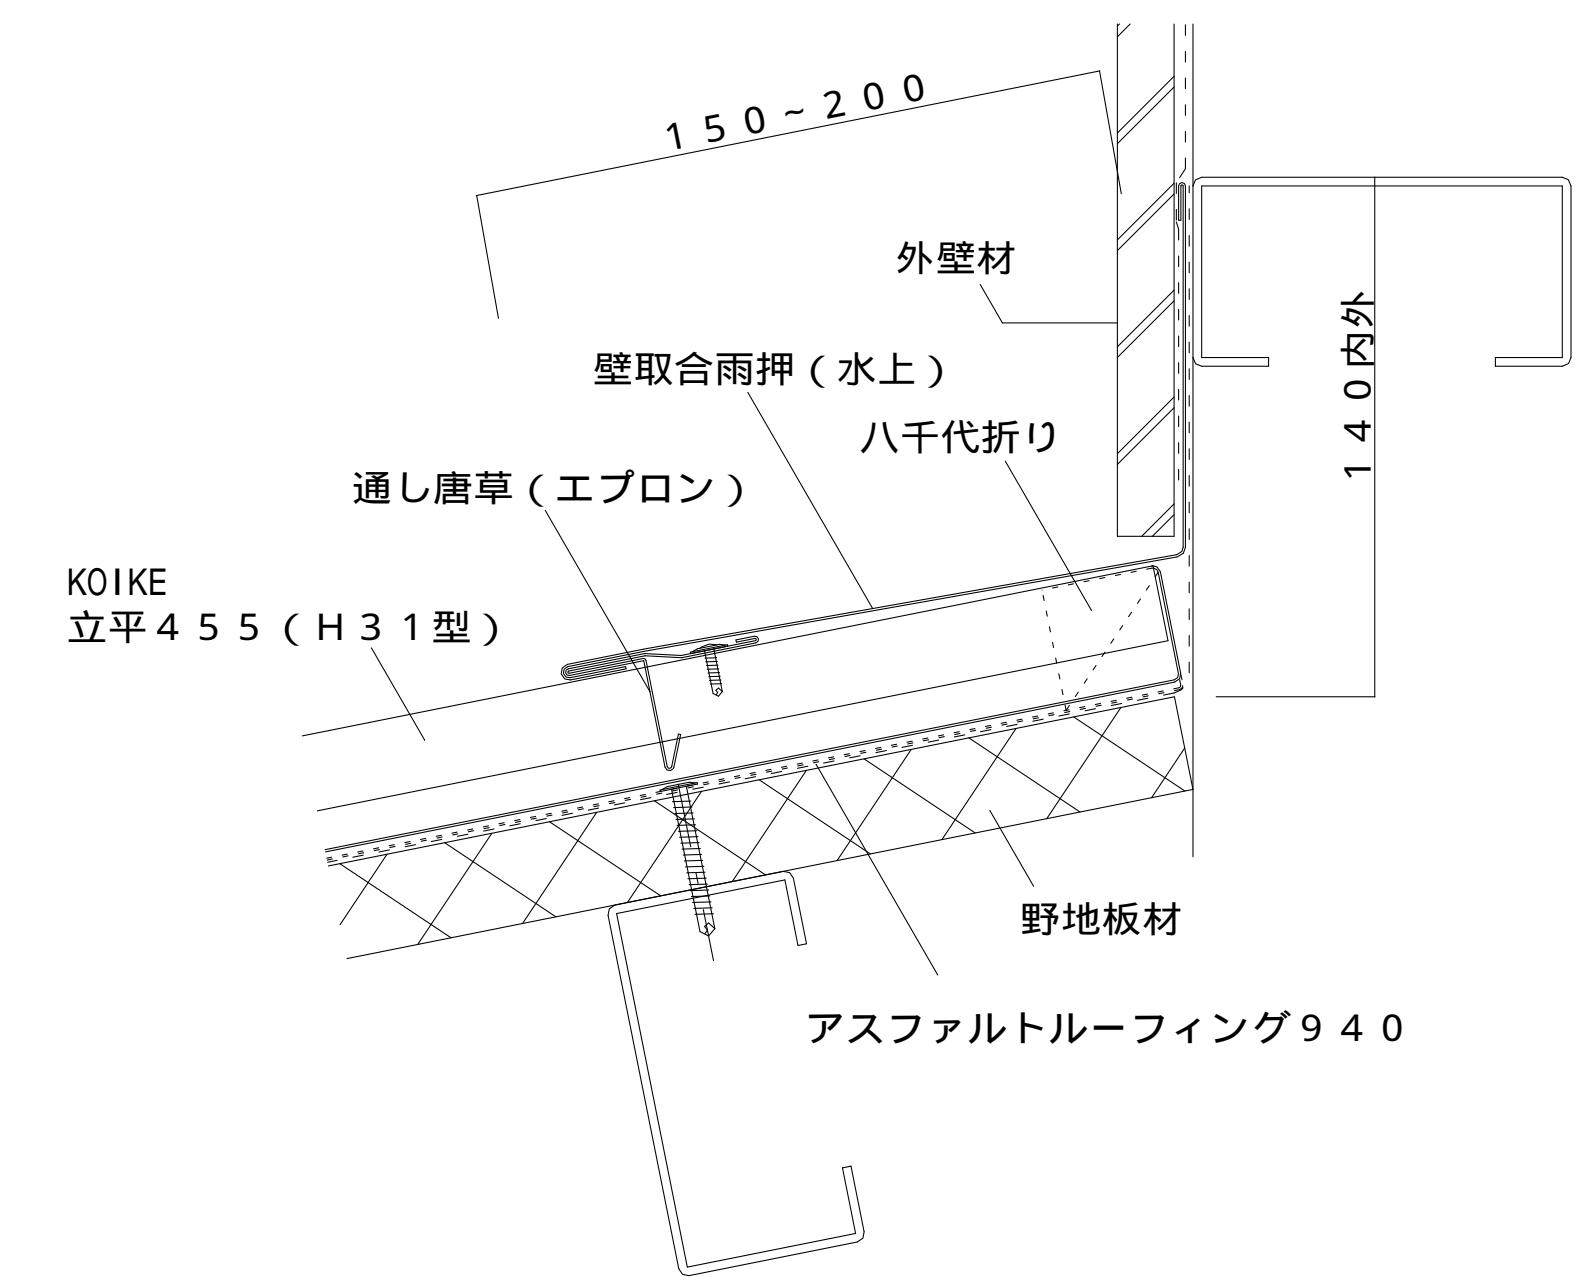 １５０~２００
外壁材
１４０内外
壁取合雨押（水上）
八千代折り
通し唐草（エプロン）
KOIKE
立平４５５（Ｈ３１型）
野地板材
アスファルトルーフィング９４０